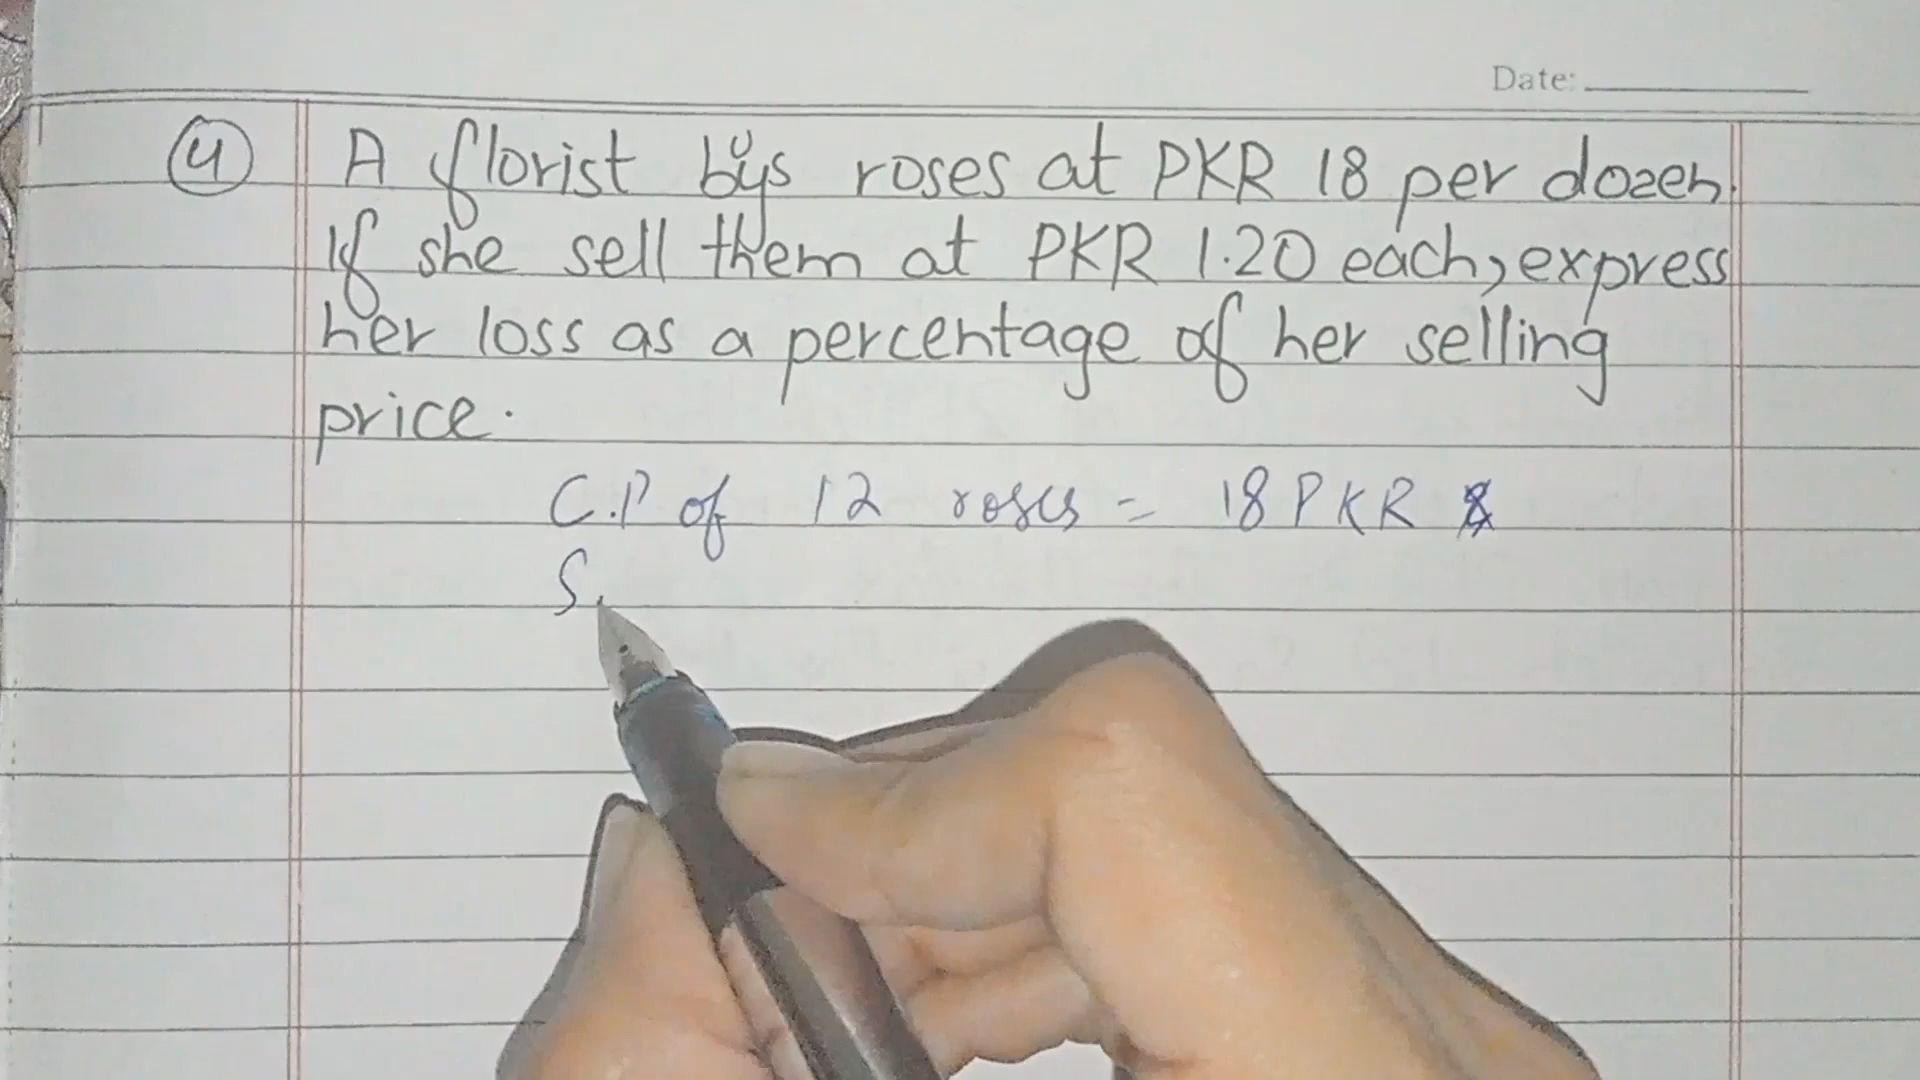 Date:
4 A florist buys roses at PKR 18 per dozen.
If she sell them at PKR 1.20 each, express
her loss as a percentage of her selling
price.
C.P of 12 roses = 18 PKR
S.